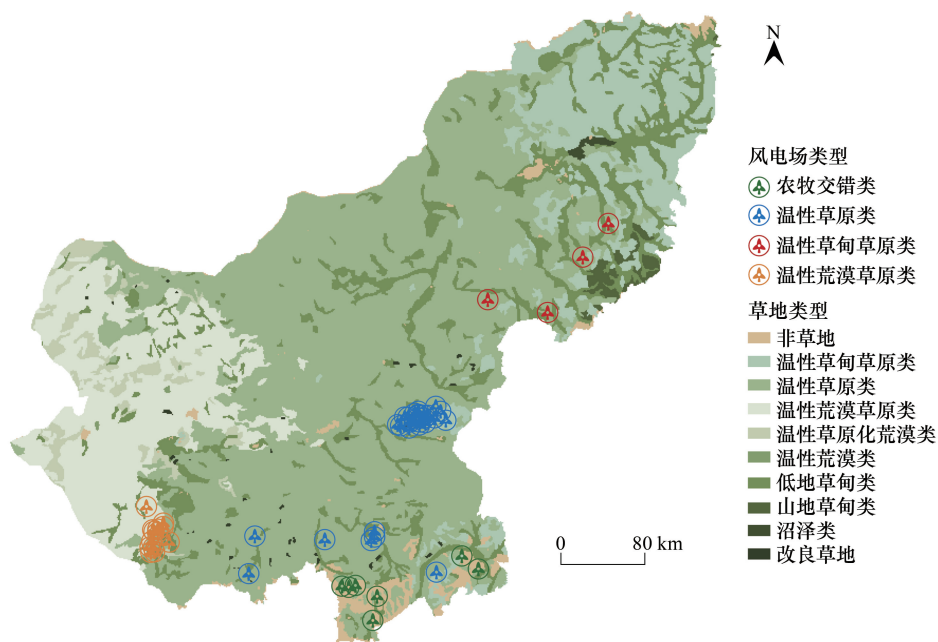 N
风电场类型
农牧交错类
温性草原类
温性草甸草原类
温性荒漠草原类
草地类型
非草地
温性草甸草原类
温性草原类
温性荒漠草原类
温性草原化荒漠类
温性荒漠类
低地草甸类
山地草甸类
沼泽类
改良草地
0 80 km